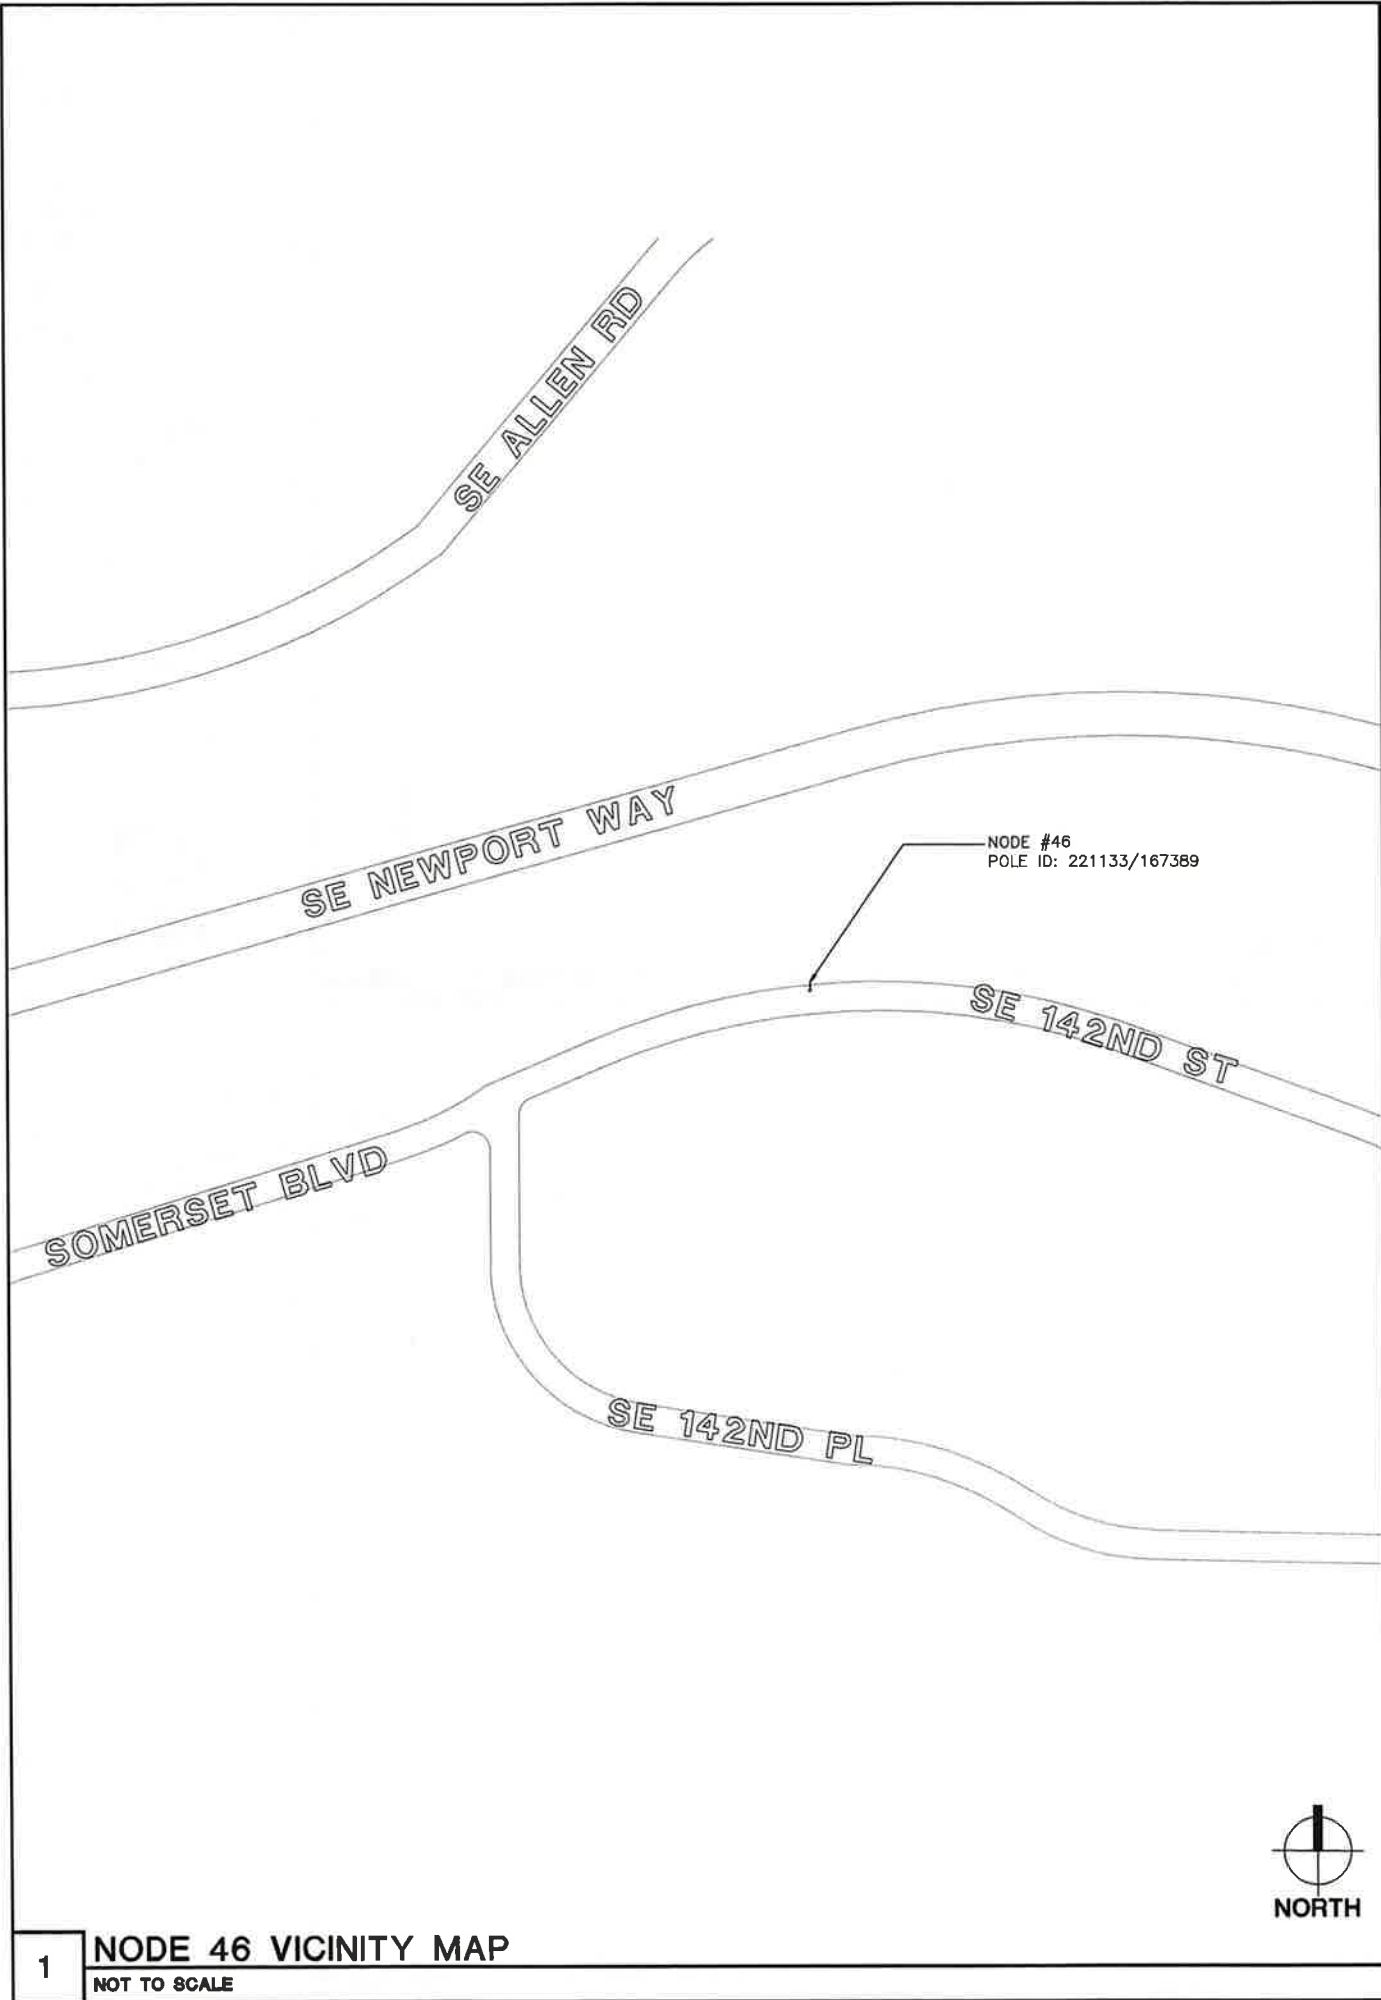 SE ALLEN RD
SE NEWPORT WAY
NODE #46
POLE ID: 221133/167389
SE 142ND ST
SOMERSET BLVD
SE 142ND PL
NORTH
1
NODE 46 VICINITY MAP
NOT TO SCALE